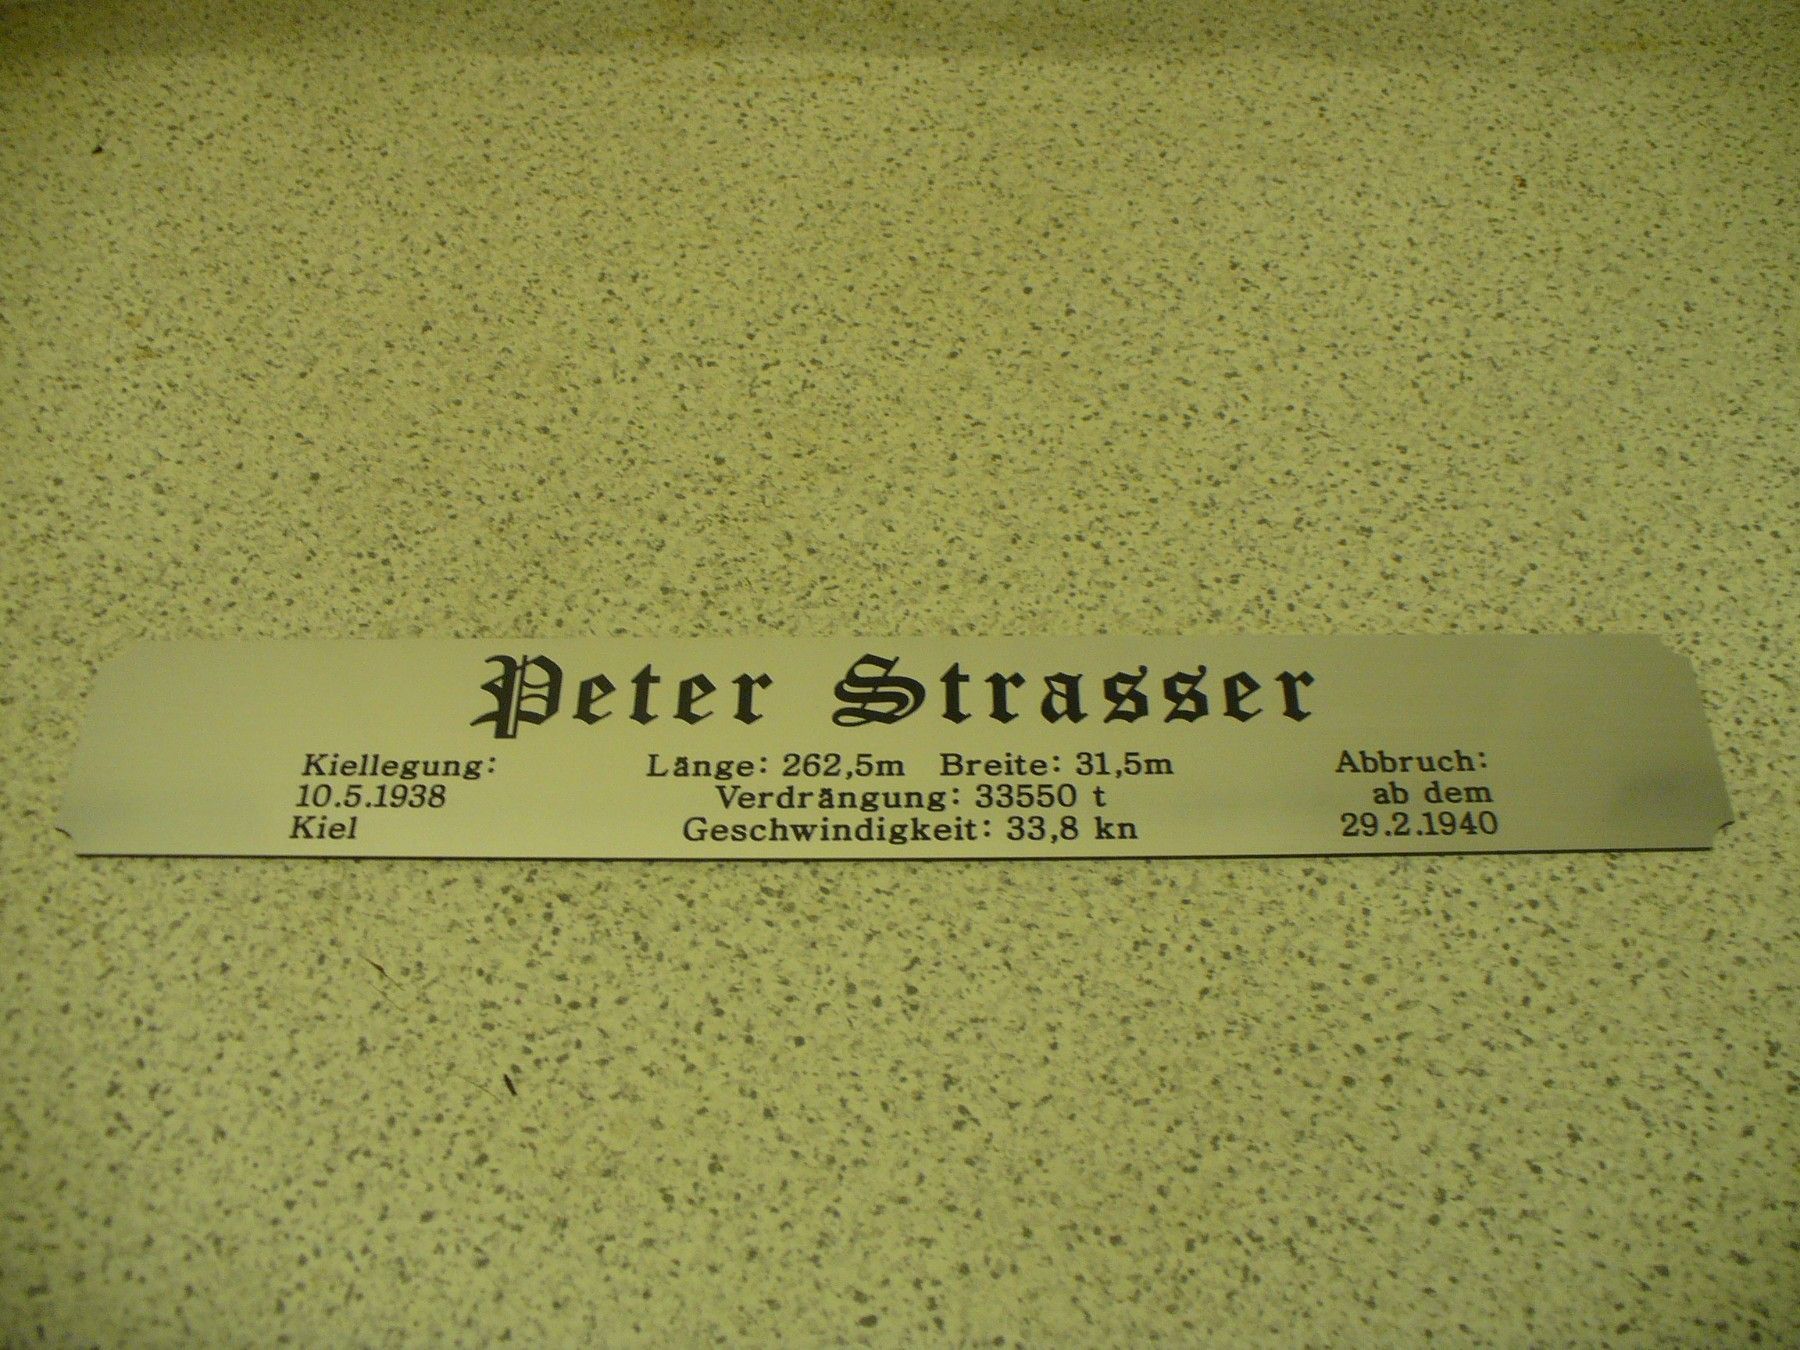 Peter Strasser
Kiellegung: Länge: 262,5m Breite: 31,5m Abbruch:
10.5.1938 Verdrängung: 33550 t ab dem
Kiel Geschwindigkeit: 33,8 kn 29.2.1940